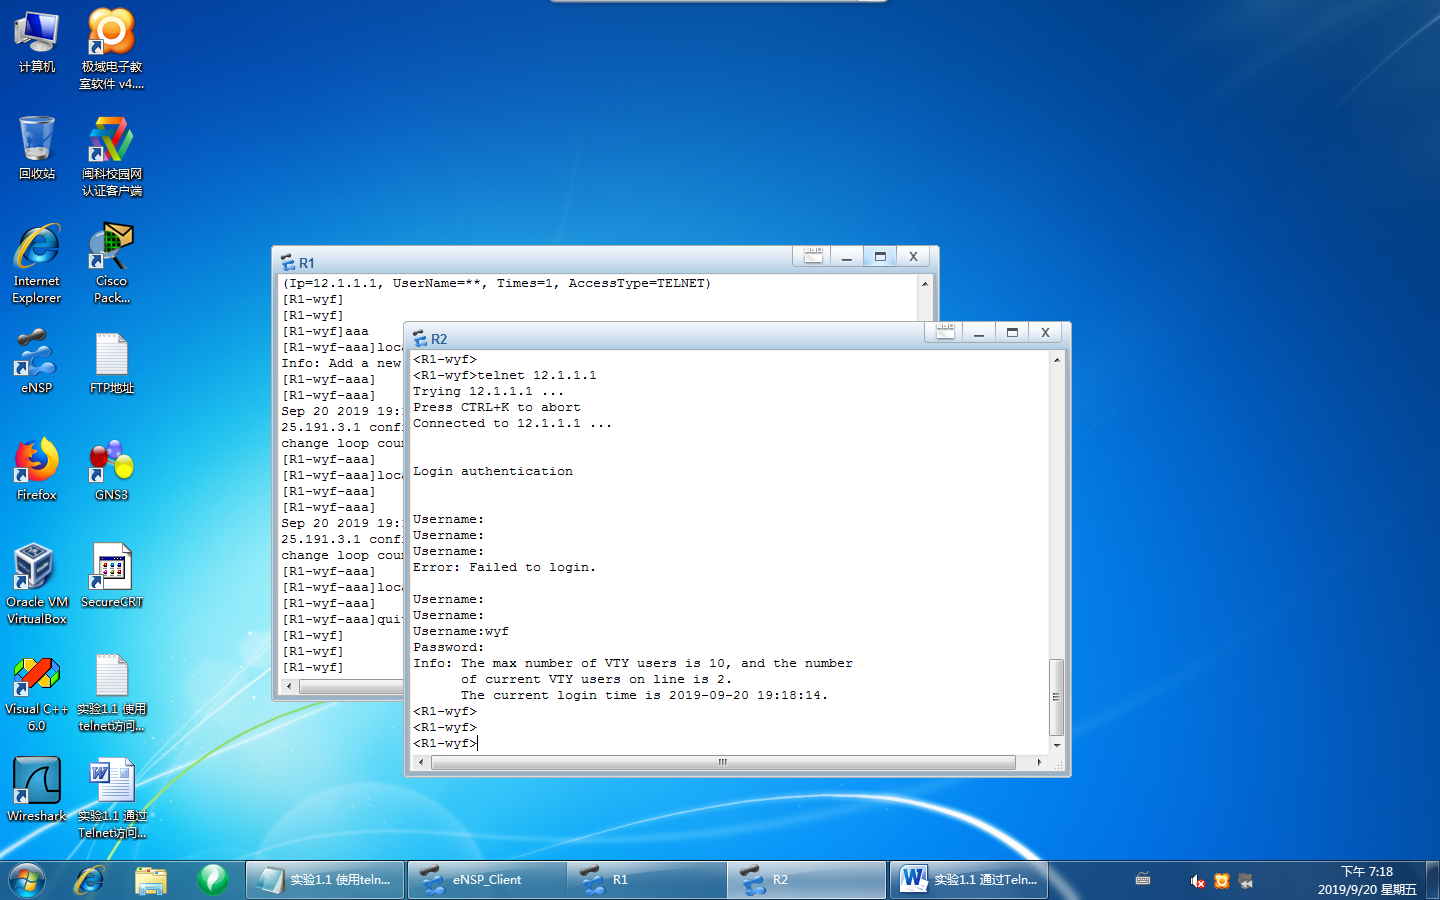 计算机
极域电子教
室软件 v4....
回收站
闽科校园网
认证客户端
Internet
Explorer
Cisco
Pack...
eNSP
FTP地址
Firefox
GNS3
Oracle VM
VirtualBox
SecureCRT
Visual C++
6.0
实验1.1 使用
telnet访问...
Wireshark
实验1.1 通过
Telnet访问...
R1
(Ip=12.1.1.1, UserName=**, Times=1, AccessType=TELNET)
[R1-wyf]
[R1-wyf]
[R1-wyf]aaa
[R1-wyf-aaa]loca
Info: Add a new
[R1-wyf-aaa]
[R1-wyf-aaa]
Sep 20 2019 19:
25.191.3.1 confi
change loop coun
[R1-wyf-aaa]
[R1-wyf-aaa]loca
[R1-wyf-aaa]
[R1-wyf-aaa]
Sep 20 2019 19:
25.191.3.1 confi
change loop coun
[R1-wyf-aaa]
[R1-wyf-aaa]loca
[R1-wyf-aaa]
[R1-wyf-aaa]qui
[R1-wyf]
[R1-wyf]
[R1-wyf]
R2
<R1-wyf>
<R1-wyf>telnet 12.1.1.1
Trying 12.1.1.1 ...
Press CTRL+K to abort
Connected to 12.1.1.1 ...
Login authentication
Username:
Username:
Username:
Error: Failed to login.
Username:
Username:
Username:wyf
Password:
Info: The max number of VTY users is 10, and the number
of current VTY users on line is 2.
The current login time is 2019-09-20 19:18:14.
<R1-wyf>
<R1-wyf>
<R1-wyf>
实验1.1 使用teln...
eNSP_Client
R1
R2
实验1.1 通过Teln...
下午 7:18
2019/9/20 星期五